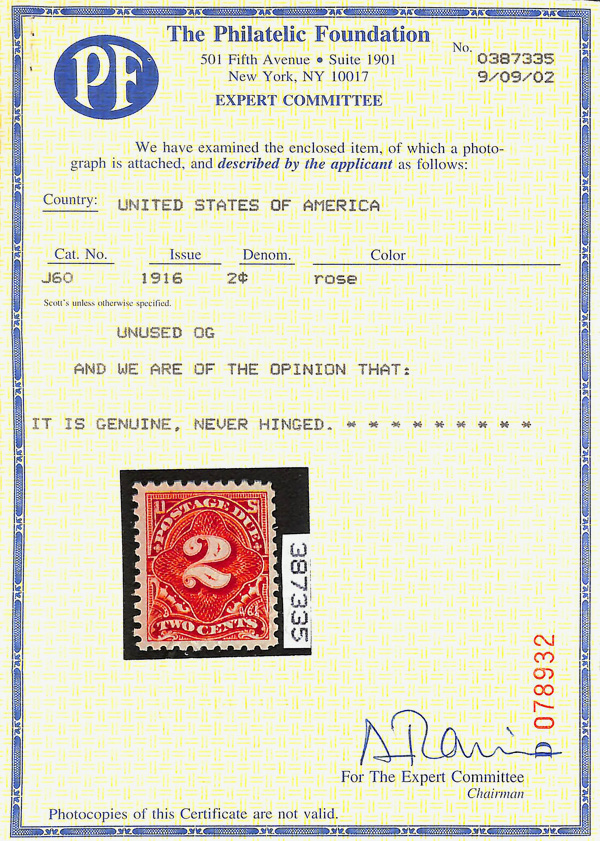 PF
The Philatelic Foundation
501 Fifth Avenue • Suite 1901
New York, NY 10017
EXPERT COMMITTEE
No. 0387335
9/09/02
We have examined the enclosed item, of which a photo-
graph is attached, and described by the applicant as follows:
Country: UNITED STATES OF AMERICA
Cat. No. Issue Denom. Color
J60 1916 2¢ rose
Scott's unless otherwise specified.
UNUSED OG
AND WE ARE OF THE OPINION THAT:
IT IS GENUINE, NEVER HINGED. * * * * * * * * *
U S
POSTAGE DUE
2
TWO CENTS
387335
D 078932
For The Expert Committee
Chairman
Photocopies of this Certificate are not valid.